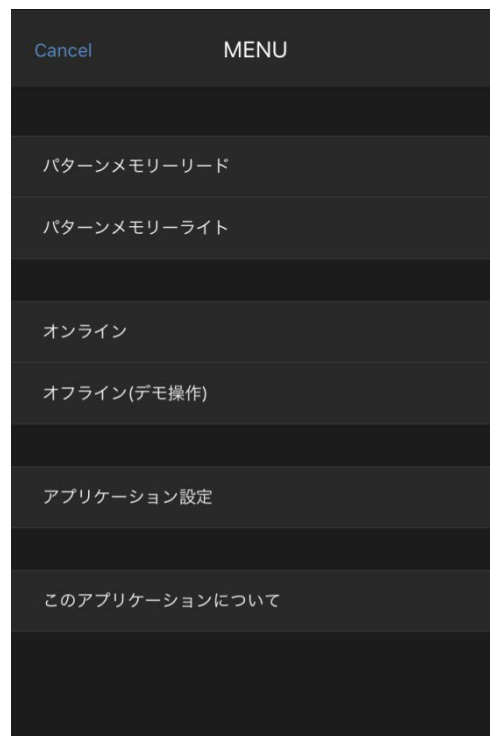 Cancel MENU
パターンメモリーリード
パターンメモリーライト
オンライン
オフライン(デモ操作)
アプリケーション設定
このアプリケーションについて